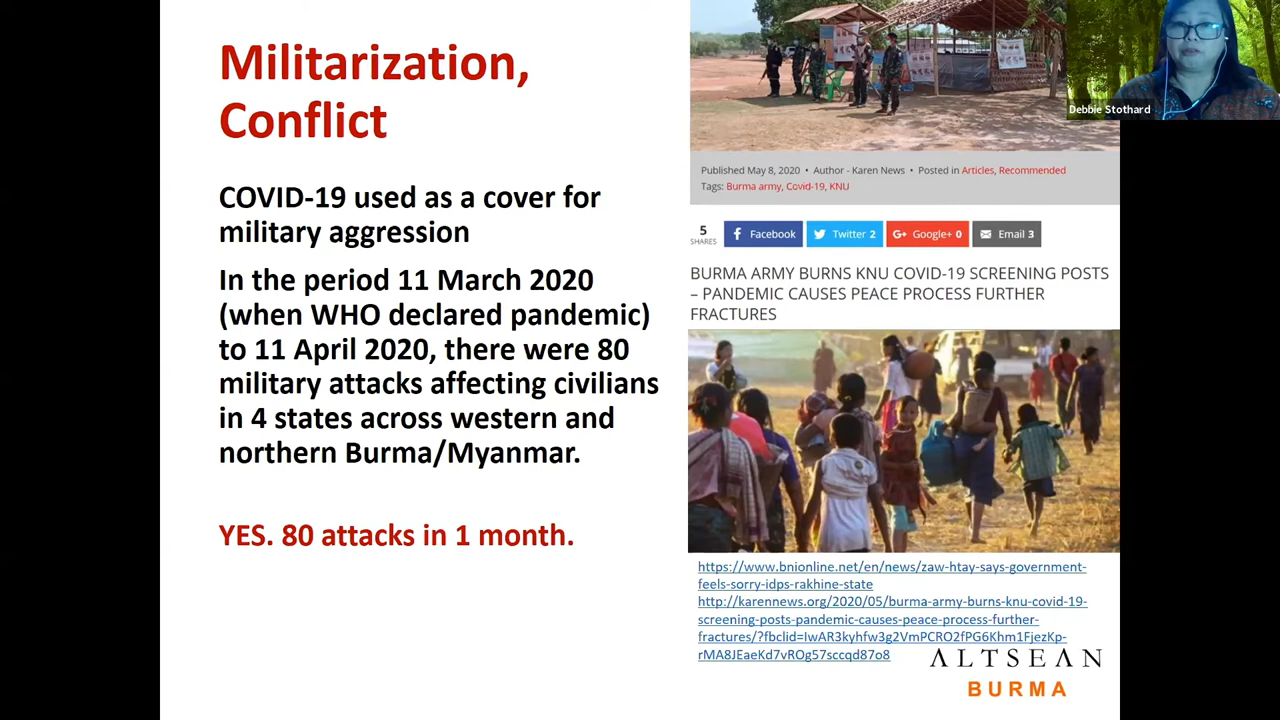 Militarization,
Conflict
COVID-19 used as a cover for
military aggression
In the period 11 March 2020
(when WHO declared pandemic)
to 11 April 2020, there were 80
military attacks affecting civilians
in 4 states across western and
northern Burma/Myanmar.
YES. 80 attacks in 1 month.
Debbie Stothard
Published May 8, 2020 • Author - Karen News • Posted in Articles, Recommended
Tags: Burma army, Covid-19, KNU
5
SHARES
Facebook
Twitter 2
G+ Google+ 0
Email 3
BURMA ARMY BURNS KNU COVID-19 SCREENING POSTS
– PANDEMIC CAUSES PEACE PROCESS FURTHER
FRACTURES
https://www.bnionline.net/en/news/zaw-htay-says-government-
feels-sorry-idps-rakhine-state
http://karennews.org/2020/05/burma-army-burns-knu-covid-19-
screening-posts-pandemic-causes-peace-process-further-
fractures/?fbclid=IwAR3kyhfw3g2VmPCRO2fPG6Khm1FjezKp-
rMA8JEaeKd7vROg57sccqd87o8
ALTSEAN
BURMA